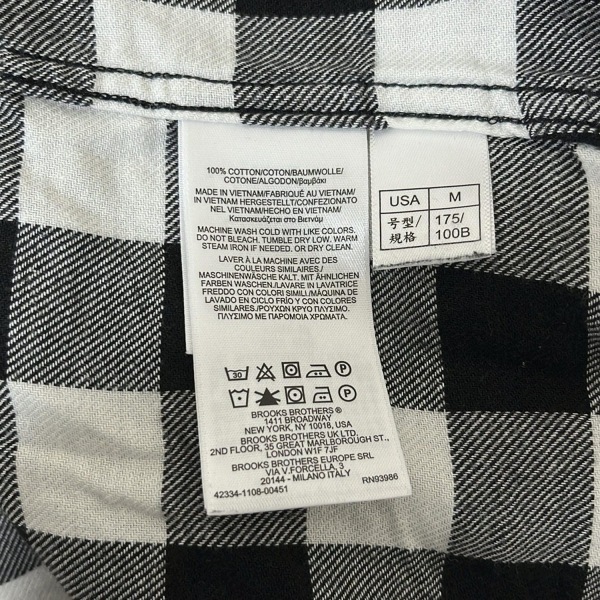 100% COTTON/COTON/BAUMWOLLE/
COTONE/ALGODON/βαμβάκι
MADE IN VIETNAM/FABRIQUÉ AU VIETNAM/
IN VIETNAM HERGESTELLT/CONFEZIONATO
NEL VIETNAM/HECHO EN VIETNAM/
Κατασκευάζεται στο Βιετνάμ
MACHINE WASH COLD WITH LIKE COLORS.
DO NOT BLEACH. TUMBLE DRY LOW. WARM
STEAM IRON IF NEEDED. OR DRY CLEAN.
LAVER À LA MACHINE AVEC DES
COULEURS SIMILAIRES./
MASCHINENWÄSCHE KALT. MIT ÄHNLICHEN
FARBEN WASCHEN/LAVARE IN LAVATRICE
FREDDO CON COLORI SIMILI/MÁQUINA DE
LAVADO EN CICLO FRÍO Y CON COLORES
SIMILARES/ΡΟΥΧΩΝ ΚΡΥΟ ΠΛΥΣΙΜΟ.
ΠΛΥΣΙΜΟ ΜΕ ΠΑΡΟΜΟΙΑ ΧΡΩΜΑΤΑ.
30 P
P
BROOKS BROTHERS ®
1411 BROADWAY
NEW YORK, NY 10018, USA
BROOKS BROTHERS UK LTD.
2ND FLOOR, 35 GREAT MARLBOROUGH ST.,
LONDON W1F 7JF
BROOKS BROTHERS EUROPE SRL
VIA V.FORCELLA, 3
20144 - MILANO ITALY
42334-1108-00451 RN93986
USA M
号型/ 175/
規格 100B